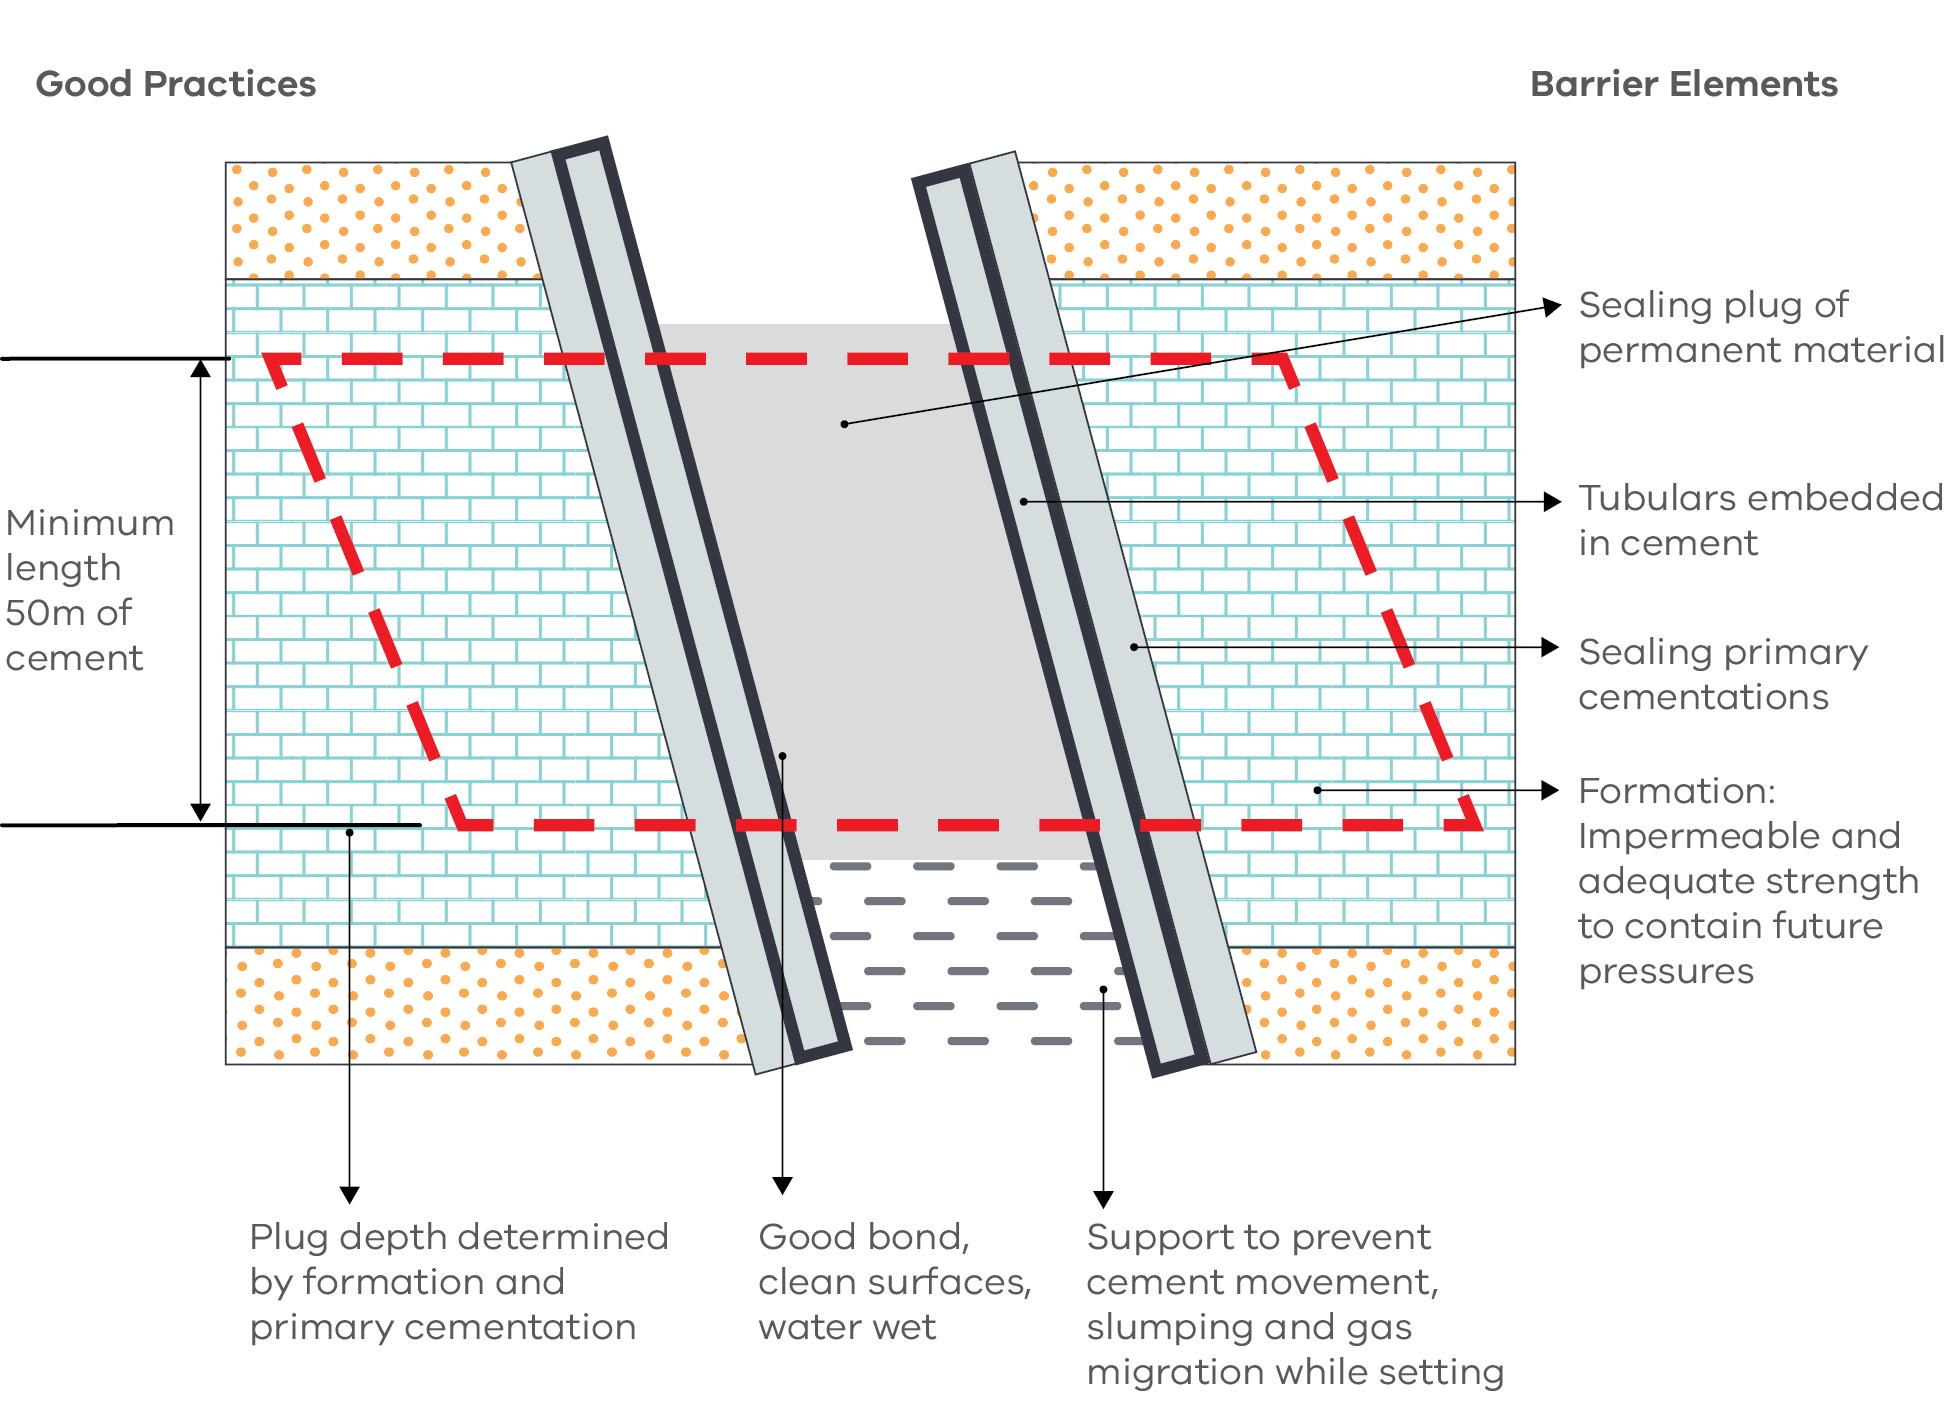 Good Practices
Barrier Elements
Sealing plug of
permanent material
Tubulars embedded
in cement
Minimum
length
50m of
cement
Sealing primary
cementations
Formation:
Impermeable and
adequate strength
to contain future
pressures
Plug depth determined
by formation and
primary cementation
Good bond,
clean surfaces,
water wet
Support to prevent
cement movement,
slumping and gas
migration while setting